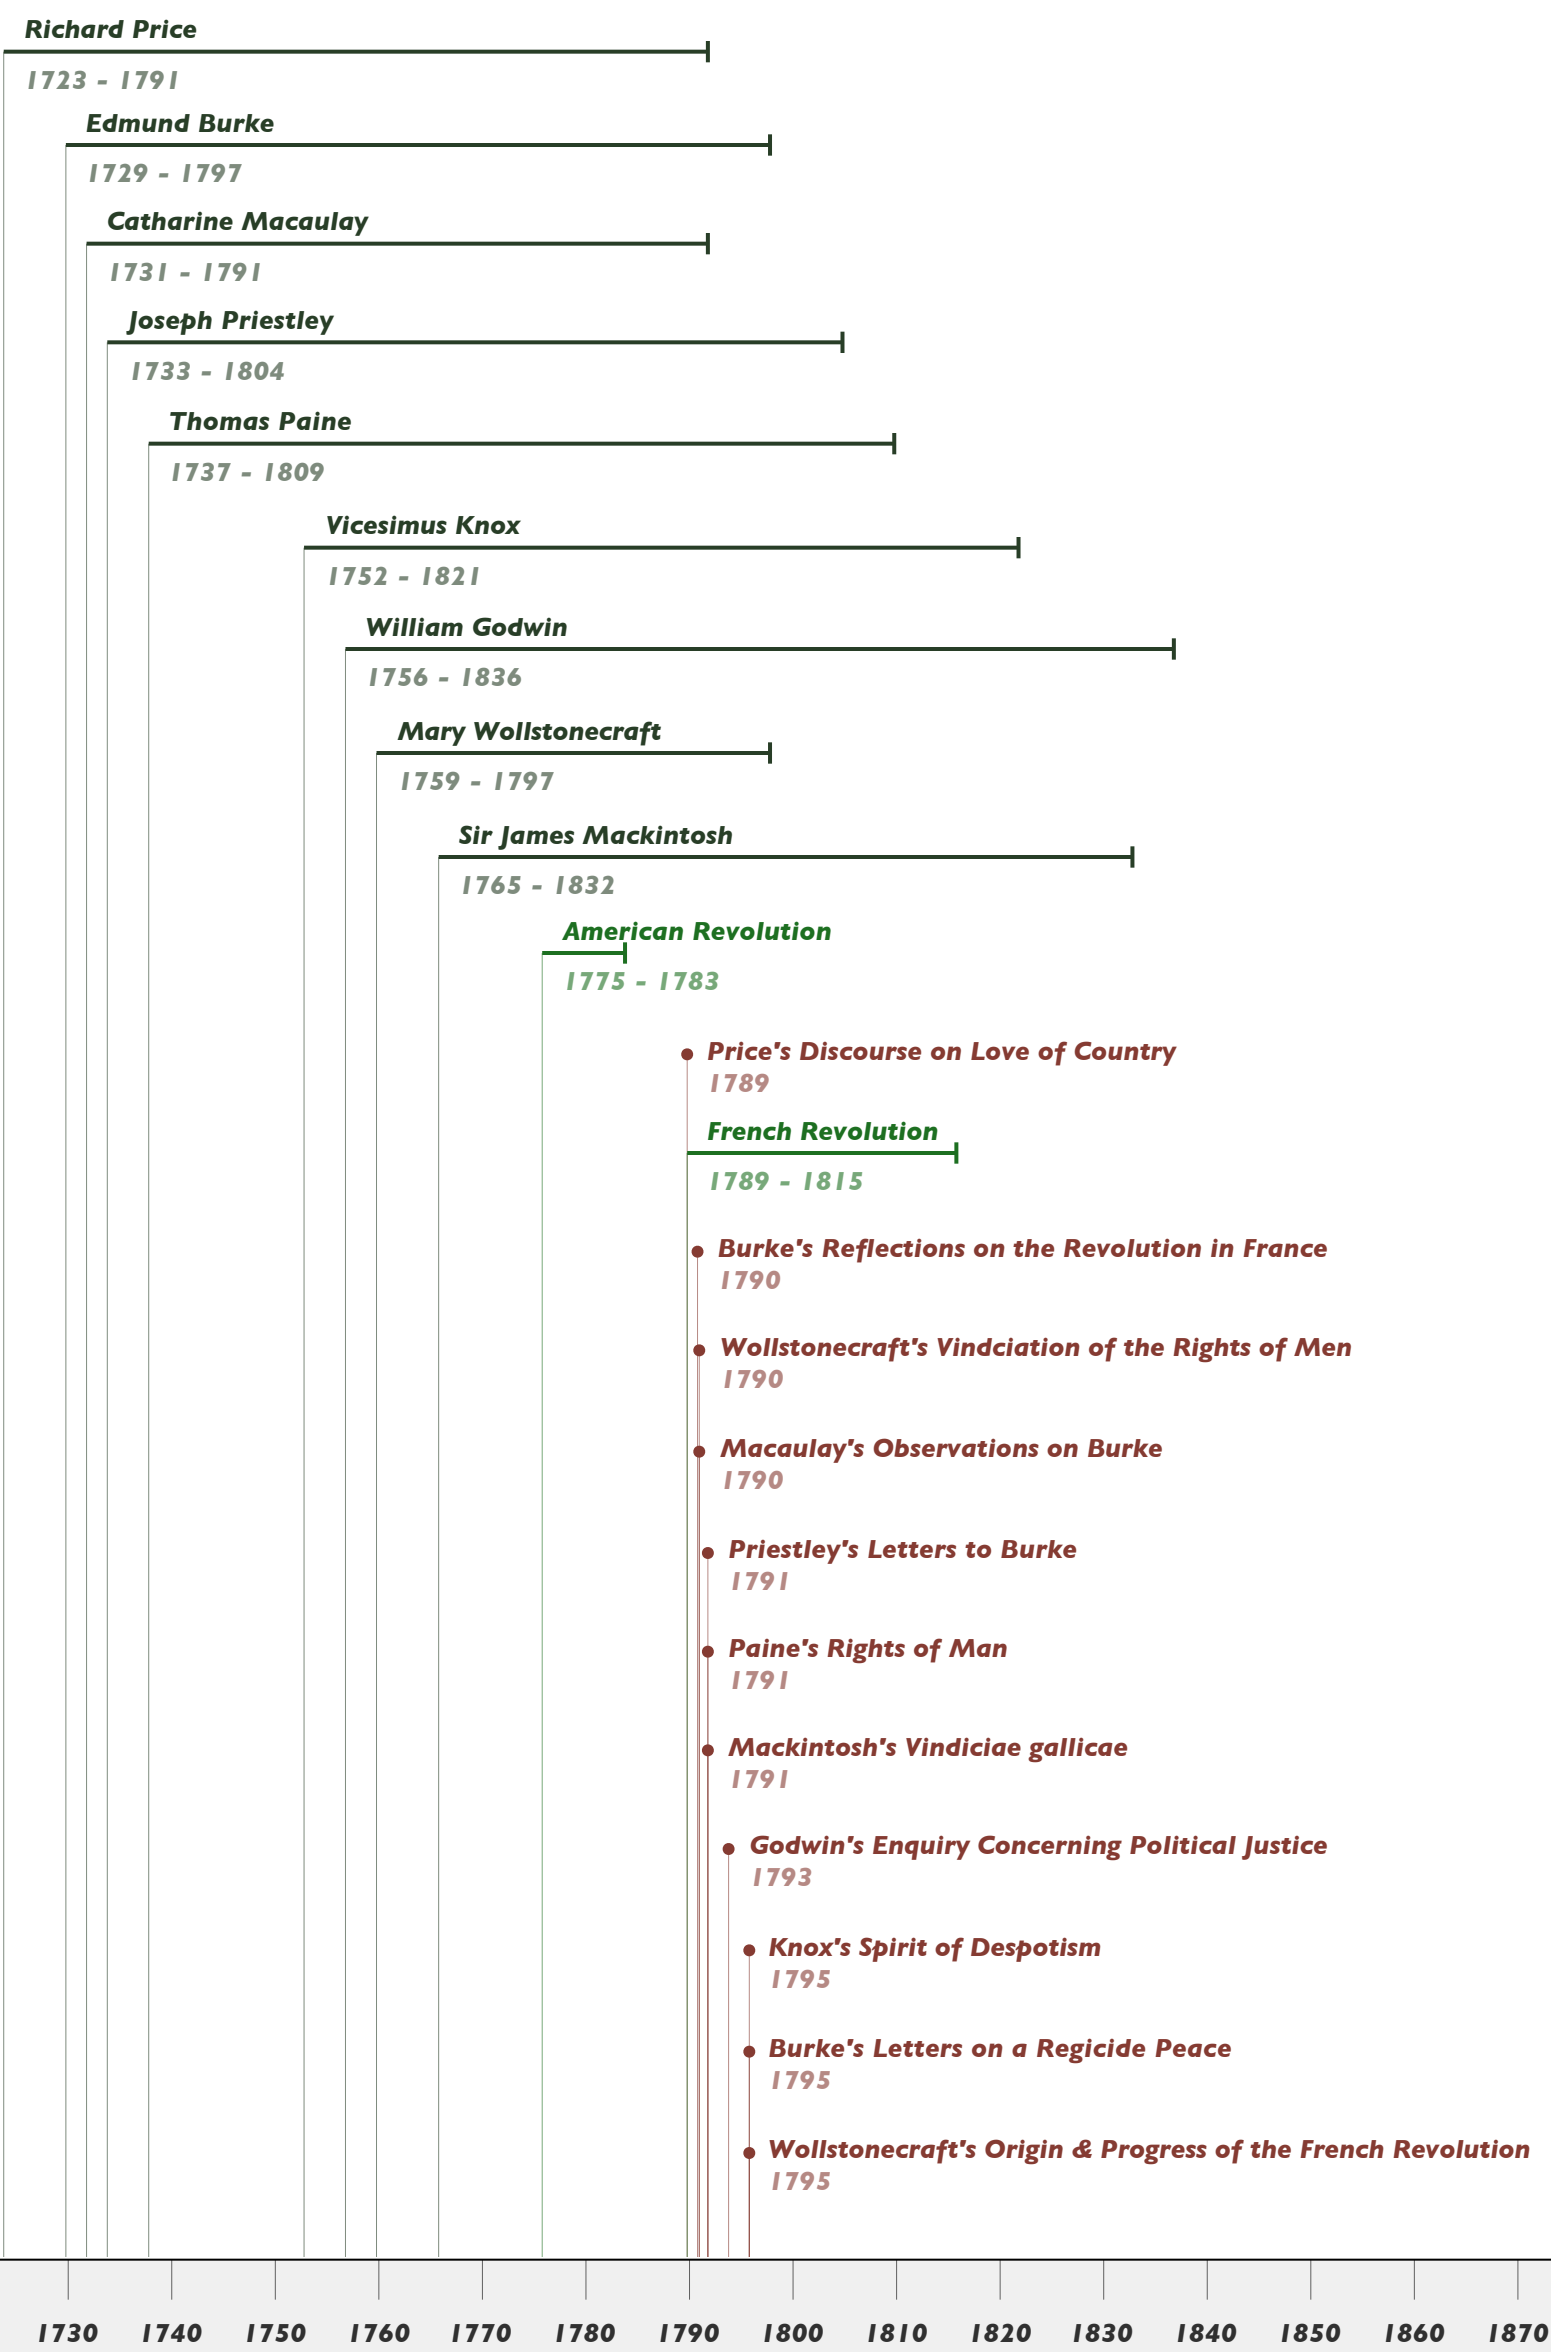 Richard Price
1723 - 1791
Edmund Burke
1729 - 1797
Catharine Macaulay
1731 - 1791
Joseph Priestley
1733 - 1804
Thomas Paine
1737 - 1809
Vicesimus Knox
1752 - 1821
William Godwin
1756 - 1836
Mary Wollstonecraft
1759 - 1797
Sir James Mackintosh
1765 - 1832
American Revolution
1775 - 1783
Price's Discourse on Love of Country
1789
French Revolution
1789 - 1815
Burke's Reflections on the Revolution in France
1790
Wollstonecraft's Vindciation of the Rights of Men
1790
Macaulay's Observations on Burke
1790
Priestley's Letters to Burke
1791
Paine's Rights of Man
1791
Mackintosh's Vindiciae gallicae
1791
Godwin's Enquiry Concerning Political Justice
1793
Knox's Spirit of Despotism
1795
Burke's Letters on a Regicide Peace
1795
Wollstonecraft's Origin & Progress of the French Revolution
1795
1730 1740 1750 1760 1770 1780 1790 1800 1810 1820 1830 1840 1850 1860 1870